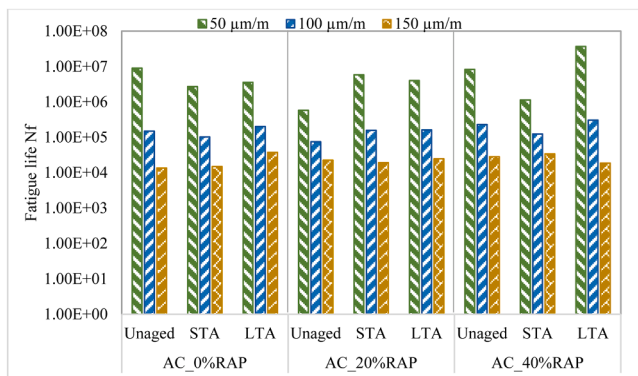 50 µm/m 100 µm/m 150 µm/m
1.00E+08
1.00E+07
1.00E+06
1.00E+05
1.00E+04
1.00E+03
1.00E+02
1.00E+01
1.00E+00
Fatigue life Nf
Unaged STA LTA Unaged STA LTA Unaged STA LTA
AC_0%RAP AC_20%RAP AC_40%RAP